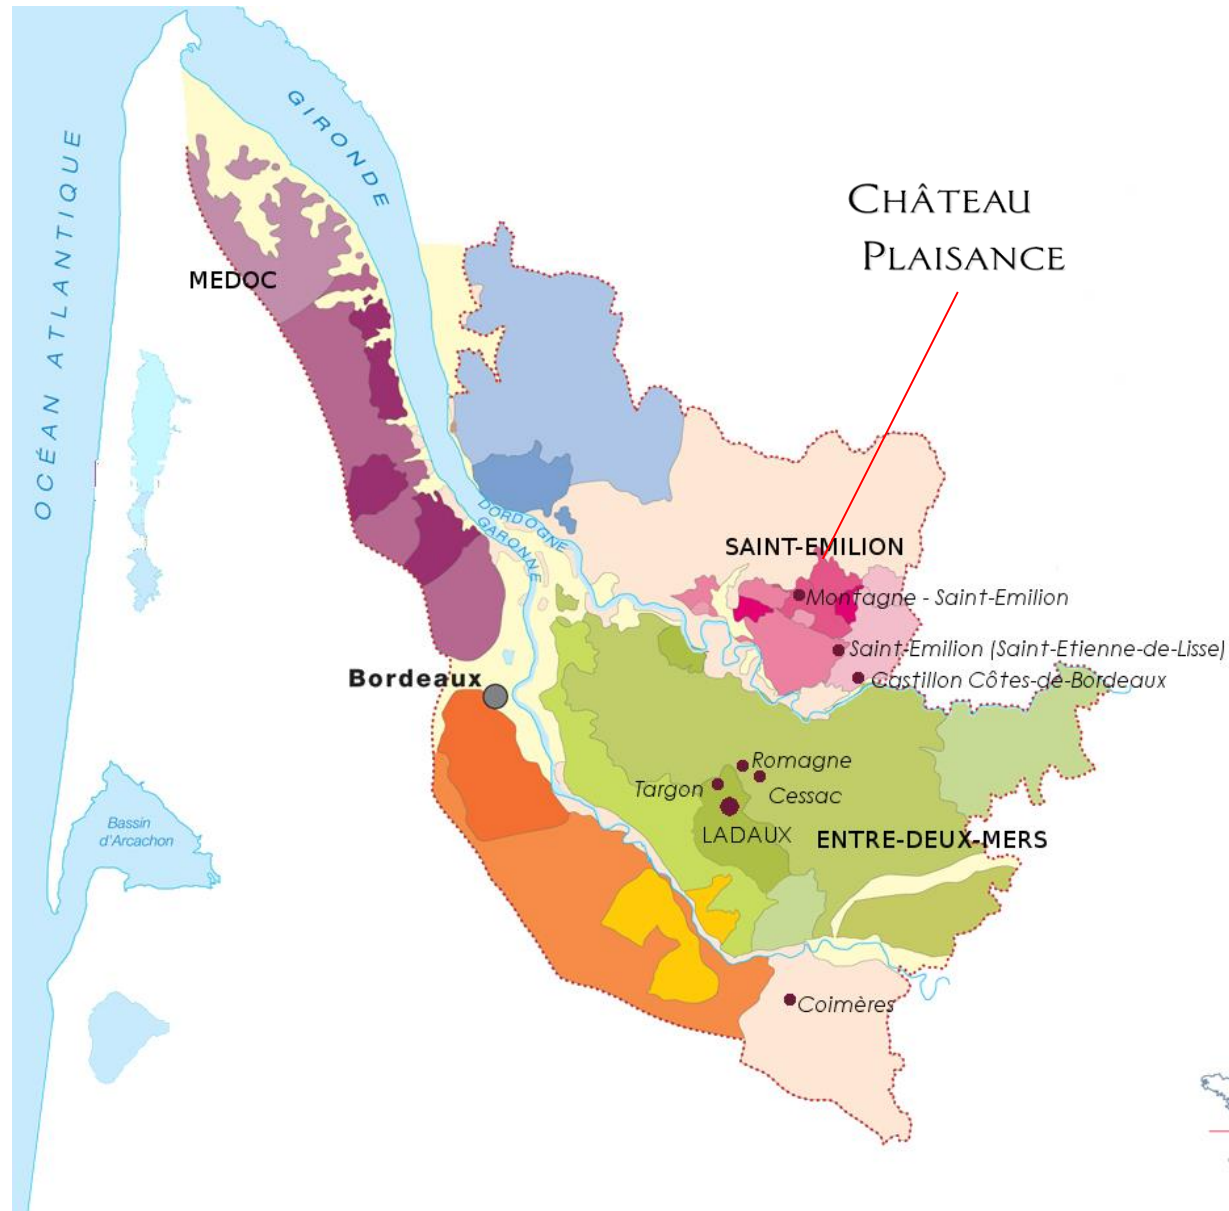 GIRONDE
OCÉAN ATLANTIQUE
CHÂTEAU
PLAISANCE
MEDOC
DORDOGNE
GARONNE
SAINT-EMILION
Montagne - Saint-Emilion
Saint-Emilion (Saint-Etienne-de-Lisse)
Castillon Côtes-de-Bordeaux
Bordeaux
Romagne
Targon
Cessac
LADAUX
ENTRE-DEUX-MERS
Bassin
d'Arcachon
Coimères